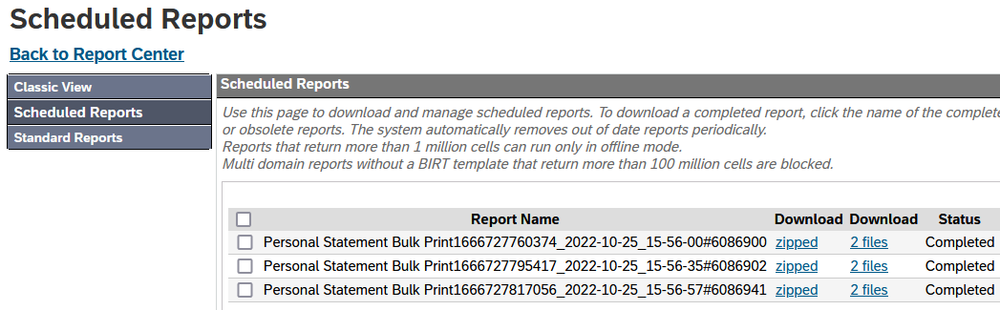 Scheduled Reports
Back to Report Center
Classic View
Scheduled Reports
Standard Reports
Scheduled Reports
Use this page to download and manage scheduled reports. To download a completed report, click the name of the complete
or obsolete reports. The system automatically removes out of date reports periodically.
Reports that return more than 1 million cells can run only in offline mode.
Multi domain reports without a BIRT template that return more than 100 million cells are blocked.
Report Name Download Download Status
Personal Statement Bulk Print1666727760374_2022-10-25_15-56-00#6086900 zipped 2 files Completed
Personal Statement Bulk Print1666727795417_2022-10-25_15-56-35#6086902 zipped 2 files Completed
Personal Statement Bulk Print1666727817056_2022-10-25_15-56-57#6086941 zipped 2 files Completed